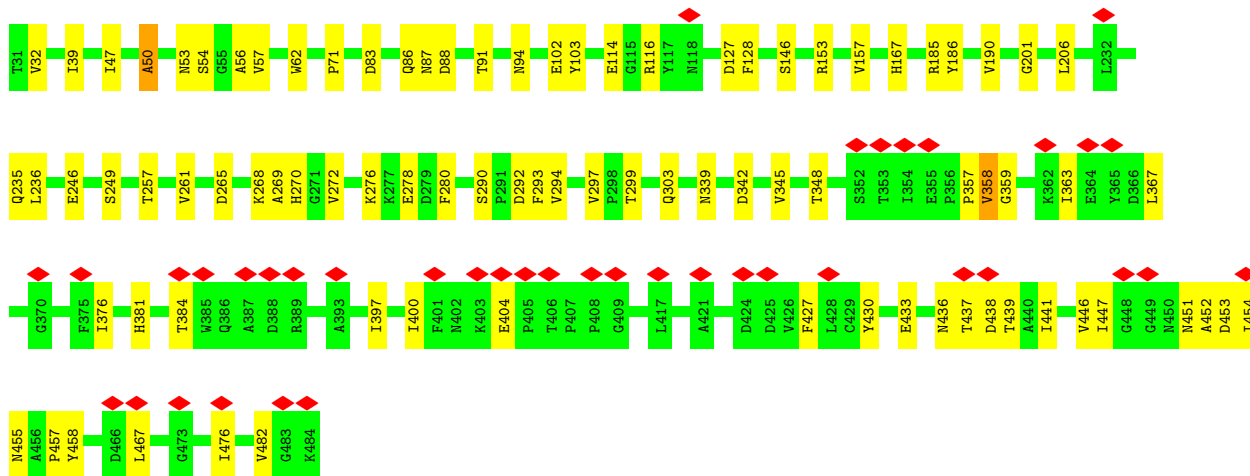 T31 V32 I39 I47 A50 N53 S54 G55 A56 V57 W62 P71 D83 Q86 N87 D88 T91 N94 E102 Y103 E114 G115 R116 Y117 N118 D127 F128 S146 R153 V157 H167 R185 Y186 V190 G201 L206 L232
Q235 L236 E246 S249 T257 V261 D265 K268 A269 H270 G271 V272 K276 K277 E278 D279 F280 S290 P291 D292 F293 V294 V297 P298 T299 Q303 N339 D342 V345 T348 S352 T353 I354 E355 P356 P357 V358 G359 K362 I363 E364 Y365 D366 L367
G370 F375 I376 H381 T384 W385 Q386 A387 D388 R389 A393 I397 I400 F401 N402 K403 E404 P405 T406 P407 P408 G409 L417 A421 D424 D425 V426 F427 L428 C429 Y430 E433 N436 T437 D438 T439 A440 I441 V446 I447 G448 G449 N450 N451 A452 D453 I454
N455 A456 P457 Y458 D466 L467 G473 I476 V482 G483 K484